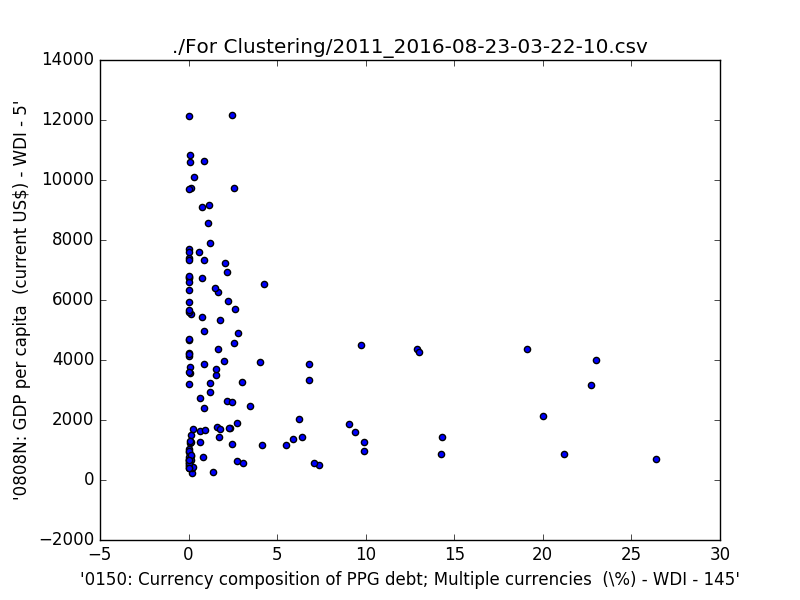 ./For Clustering/2011_2016-08-23-03-22-10.csv
14000
12000
10000
8000
6000
4000
2000
0
−2000
'0808N: GDP per capita  (current US$) - WDI - 5'
−5 0 5 10 15 20 25 30
'0150: Currency composition of PPG debt; Multiple currencies  (\%) - WDI - 145'